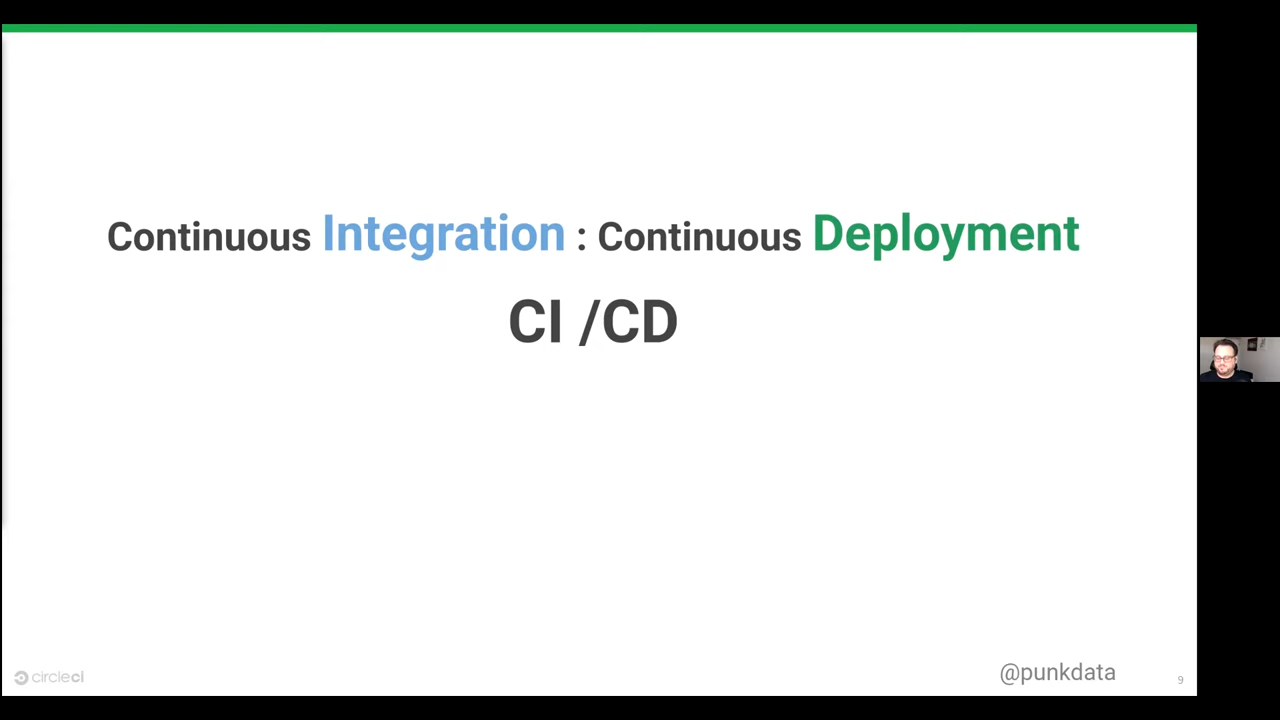 Continuous Integration : Continuous Deployment
CI /CD
circleci
@punkdata
9